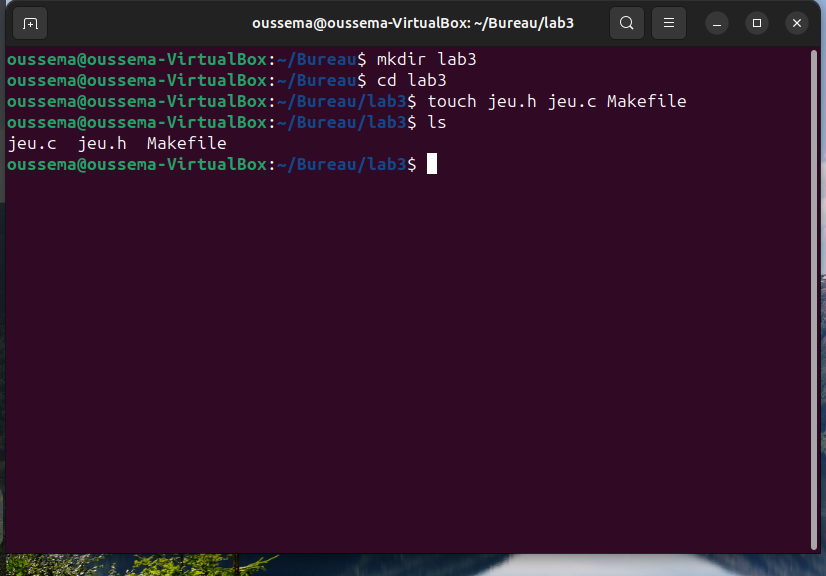 oussema@oussema-VirtualBox: ~/Bureau/lab3
oussema@oussema-VirtualBox:~/Bureau$ mkdir lab3
oussema@oussema-VirtualBox:~/Bureau$ cd lab3
oussema@oussema-VirtualBox:~/Bureau/lab3$ touch jeu.h jeu.c Makefile
oussema@oussema-VirtualBox:~/Bureau/lab3$ ls
jeu.c  jeu.h  Makefile
oussema@oussema-VirtualBox:~/Bureau/lab3$